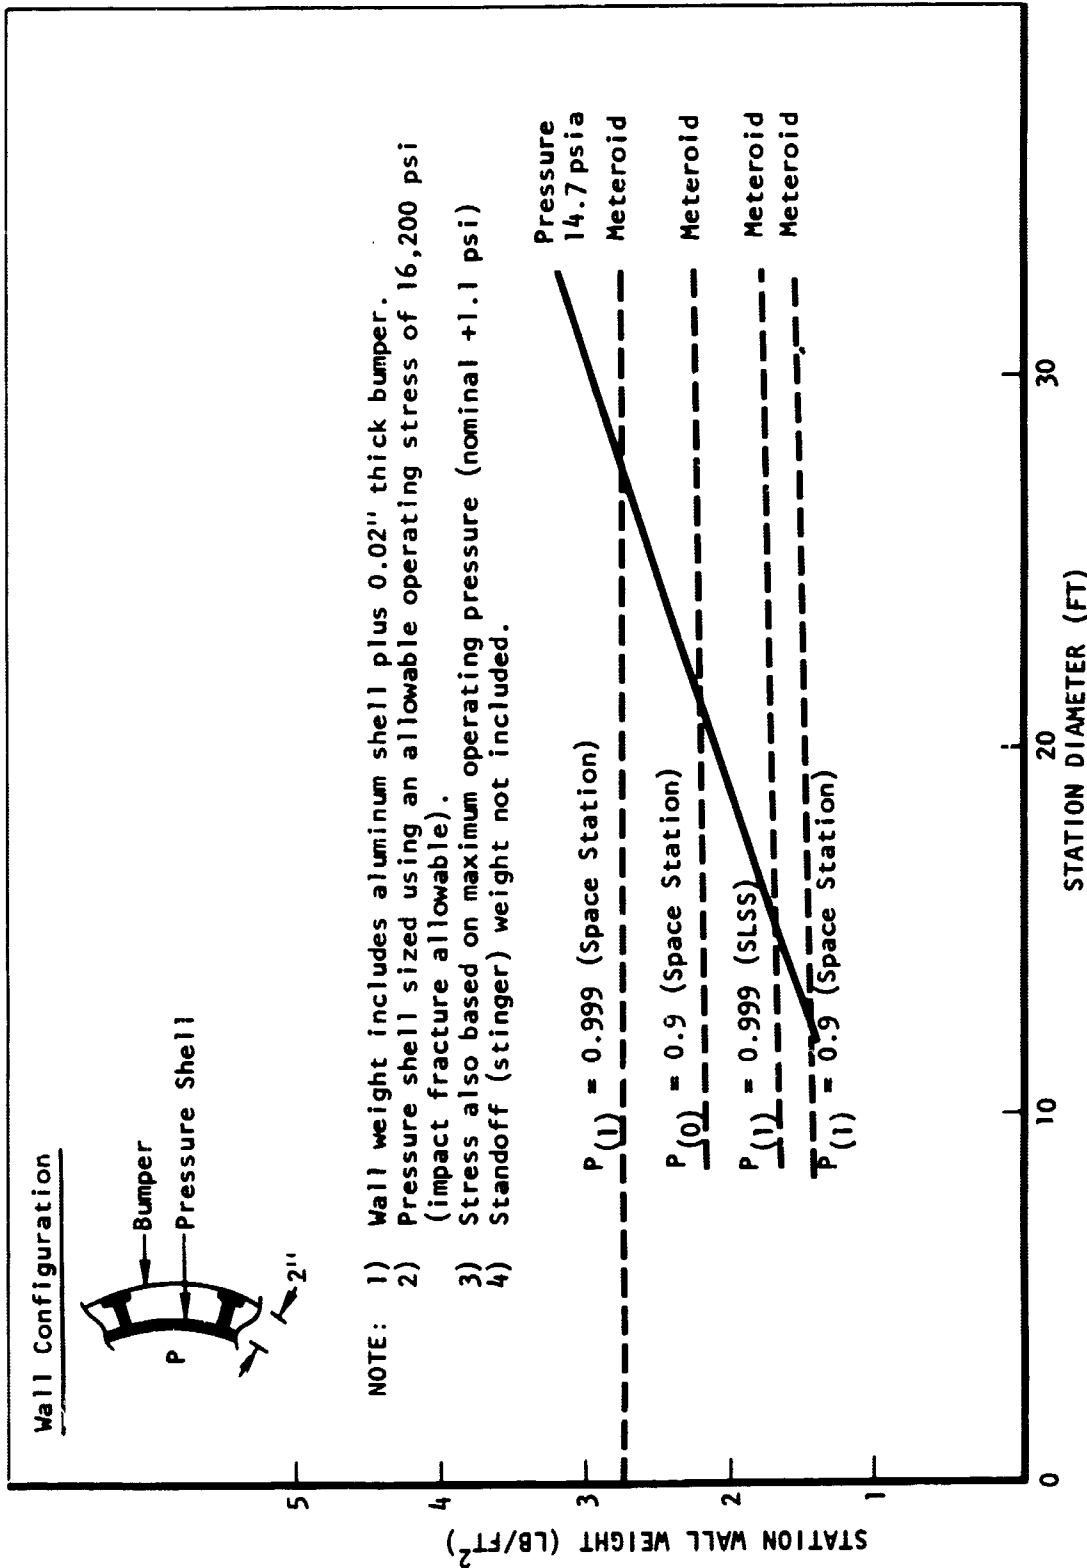 Wall Configuration
Bumper
Pressure Shell
P
2"
NOTE: 1) Wall weight includes aluminum shell plus 0.02" thick bumper.
2) Pressure shell sized using an allowable operating stress of 16,200 psi
(impact fracture allowable).
3) Stress also based on maximum operating pressure (nominal +1.1 psi)
4) Standoff (stinger) weight not included.
STATION WALL WEIGHT (LB/FT²)
5
4
3
2
1
Pressure
14.7 psia
P(1) = 0.999 (Space Station)
Meteroid
P(0) = 0.9 (Space Station)
Meteroid
P(1) = 0.999 (SLSS)
Meteroid
P(1) = 0.9 (Space Station)
Meteroid
0
10
20
30
STATION DIAMETER (FT)